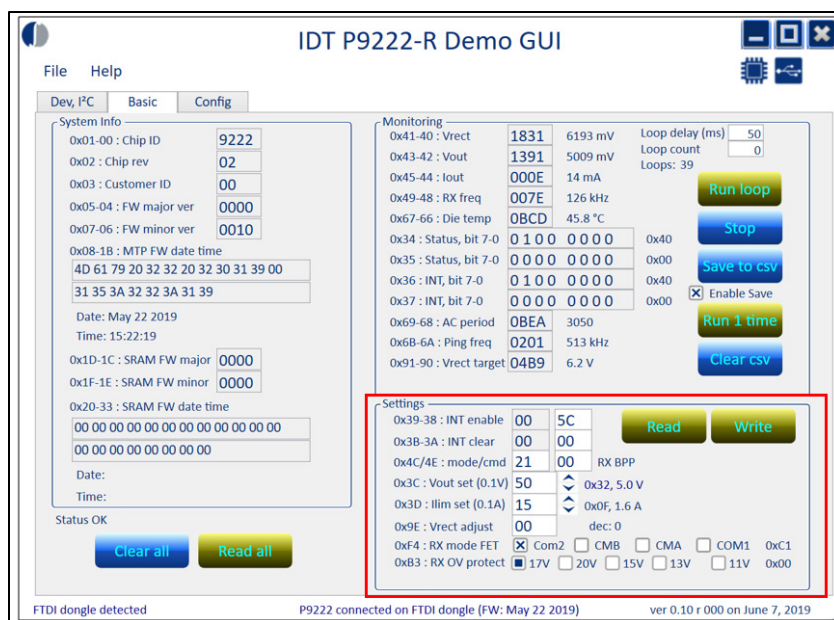 IDT P9222-R Demo GUI
File Help
Dev, I²C Basic Config
System Info
0x01-00 : Chip ID 9222
0x02 : Chip rev 02
0x03 : Customer ID 00
0x05-04 : FW major ver 0000
0x07-06 : FW minor ver 0010
0x08-1B : MTP FW date time
4D 61 79 20 32 32 20 32 30 31 39 00
31 35 3A 32 32 3A 31 39
Date: May 22 2019
Time: 15:22:19
0x1D-1C : SRAM FW major 0000
0x1F-1E : SRAM FW minor 0000
0x20-33 : SRAM FW date time
00 00 00 00 00 00 00 00 00 00 00 00
00 00 00 00 00 00 00 00
Date:
Time:
Status OK
Clear all Read all
Monitoring
0x41-40 : Vrect 1831 6193 mV
0x43-42 : Vout 1391 5009 mV
0x45-44 : Iout 000E 14 mA
0x49-48 : RX freq 007E 126 kHz
0x67-66 : Die temp 0BCD 45.8 °C
0x34 : Status, bit 7-0 0 1 0 0 0 0 0 0 0x40
0x35 : Status, bit 7-0 0 0 0 0 0 0 0 0 0x00
0x36 : INT, bit 7-0 0 1 0 0 0 0 0 0 0x40
0x37 : INT, bit 7-0 0 0 0 0 0 0 0 0 0x00
0x69-68 : AC period 0BEA 3050
0x6B-6A : Ping freq 0201 513 kHz
0x91-90 : Vrect target 04B9 6.2 V
Loop delay (ms) 50
Loop count 0
Loops: 39
Run loop
Stop
Save to csv
Enable Save
Run 1 time
Clear csv
Settings
0x39-38 : INT enable 00 5C
0x3B-3A : INT clear 00 00
Read Write
0x4C/4E : mode/cmd 21 00 RX BPP
0x3C : Vout set (0.1V) 50 0x32, 5.0 V
0x3D : Ilim set (0.1A) 15 0x0F, 1.6 A
0x9E : Vrect adjust 00 dec: 0
0xF4 : RX mode FET Com2 CMB CMA COM1 0xC1
0xB3 : RX OV protect 17V 20V 15V 13V 11V 0x00
FTDI dongle detected P9222 connected on FTDI dongle (FW: May 22 2019) ver 0.10 r 000 on June 7, 2019